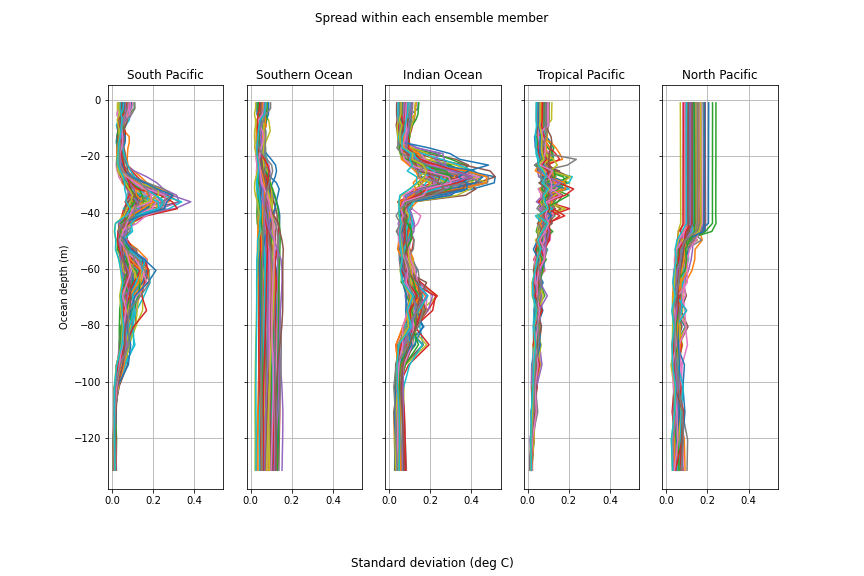 Spread within each ensemble member
South Pacific
Southern Ocean
Indian Ocean
Tropical Pacific
North Pacific
Ocean depth (m)
0
−20
−40
−60
−80
−100
−120
0.0 0.2 0.4
0.0 0.2 0.4
0.0 0.2 0.4
0.0 0.2 0.4
0.0 0.2 0.4
Standard deviation (deg C)